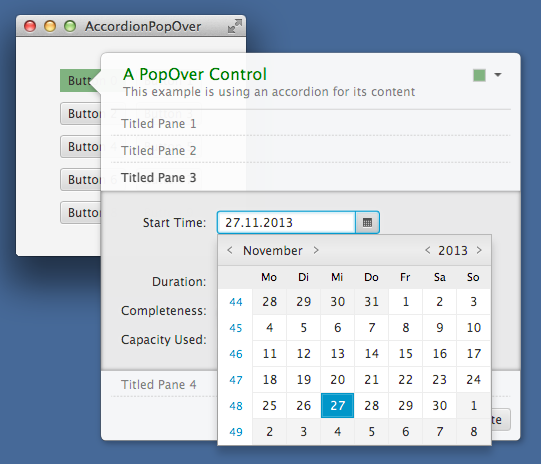 AccordionPopOver
A PopOver Control
This example is using an accordion for its content
Titled Pane 1
Button
Titled Pane 2
Button
Titled Pane 3
Button
Button
Start Time: 27.11.2013
November 2013
Mo Di Mi Do Fr Sa So
44 28 29 30 31 1 2 3
45 4 5 6 7 8 9 10
46 11 12 13 14 15 16 17
47 18 19 20 21 22 23 24
48 25 26 27 28 29 30 1
49 2 3 4 5 6 7 8
Duration:
Completeness:
Capacity Used:
Titled Pane 4